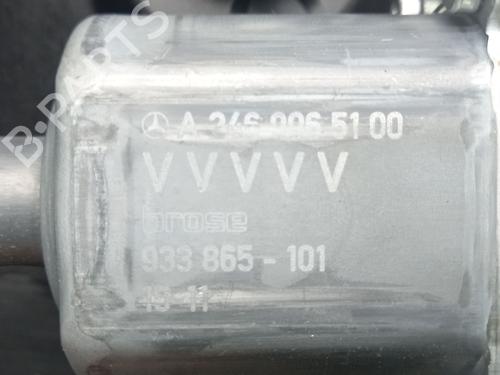 A 246 906 51 00
VVVVV
brose
933 865-101
B-PARTS